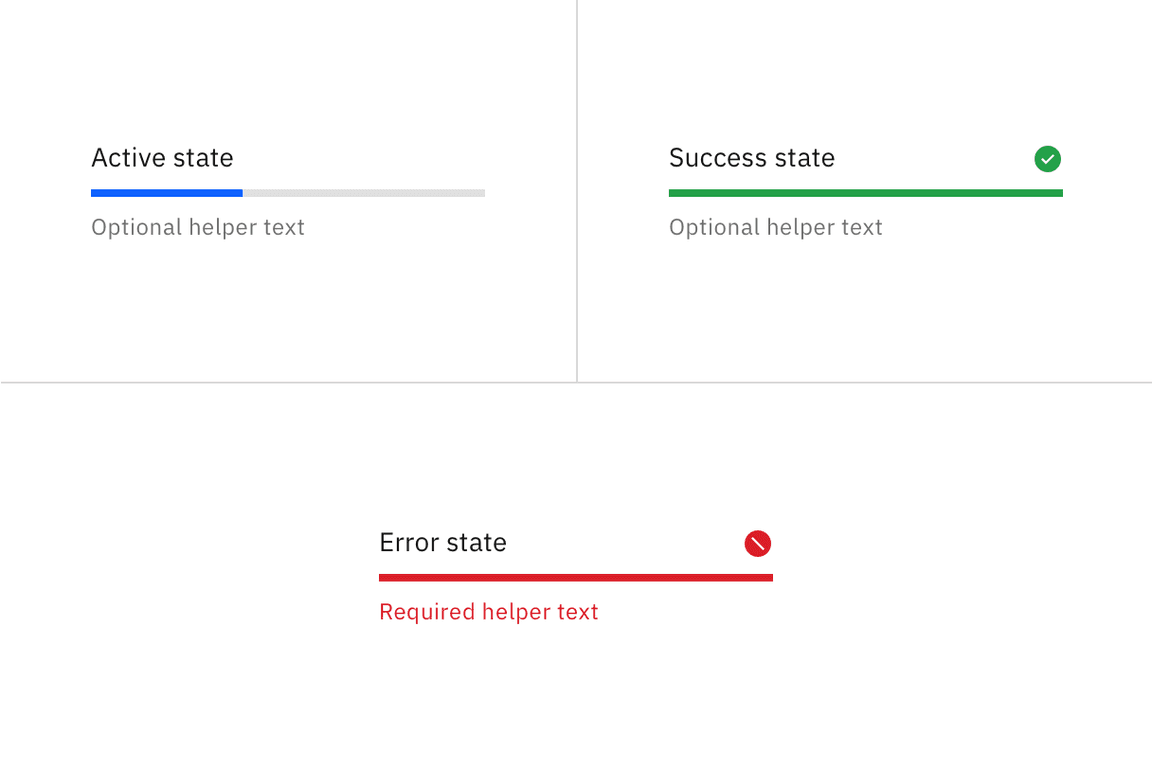 Active state
Optional helper text
Success state
Optional helper text
Error state
Required helper text